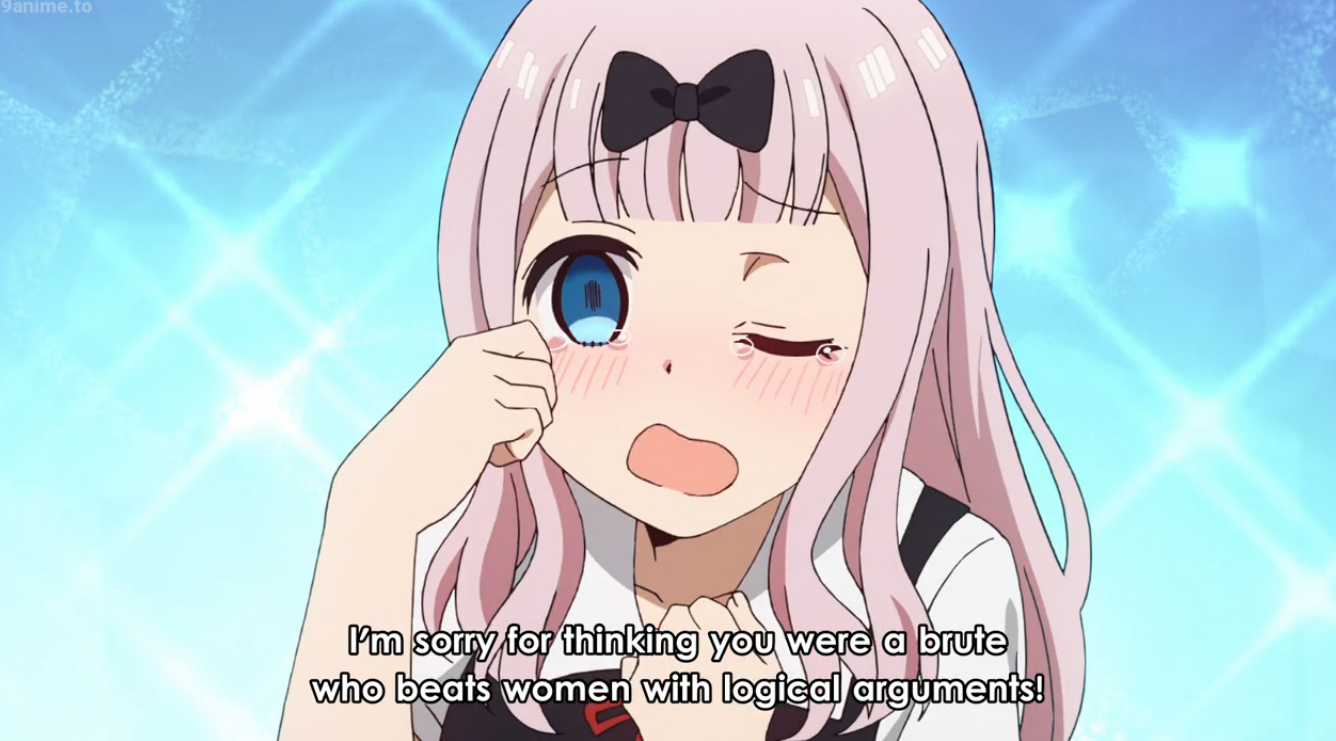 9anime.to
I'm sorry for thinking you were a brute
who beats women with logical arguments!